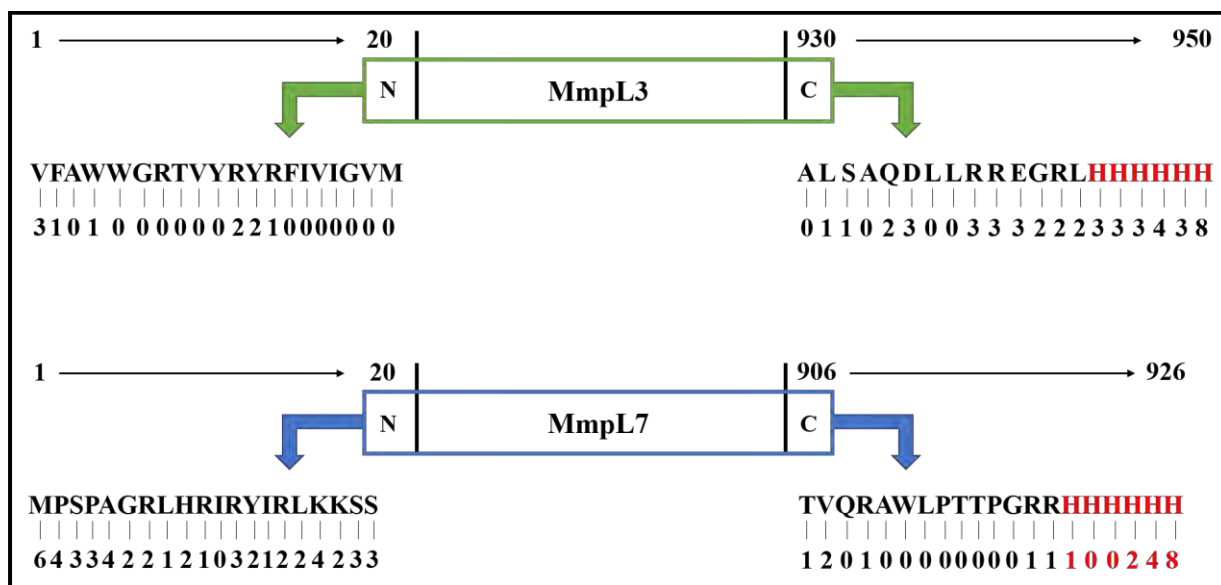 1 20 930 950
N MmpL3 C
VFAWWGRTVYRYRFIVIGVM ALSAQDLLRREGRLHHHHHH
3 1 0 1 0 0 0 0 0 0 2 2 1 0 0 0 0 0 0 0 0 1 1 0 2 3 0 0 3 3 3 2 2 2 3 3 3 4 3 8
1 20 906 926
N MmpL7 C
MPSPAGRLHRIRYIRLKKSS TVQRAWLPTTPGRRHHHHHH
6 4 3 3 4 2 2 1 2 1 0 3 2 1 2 2 4 2 3 3 1 2 0 1 0 0 0 0 0 0 0 0 1 1 1 0 0 2 4 8